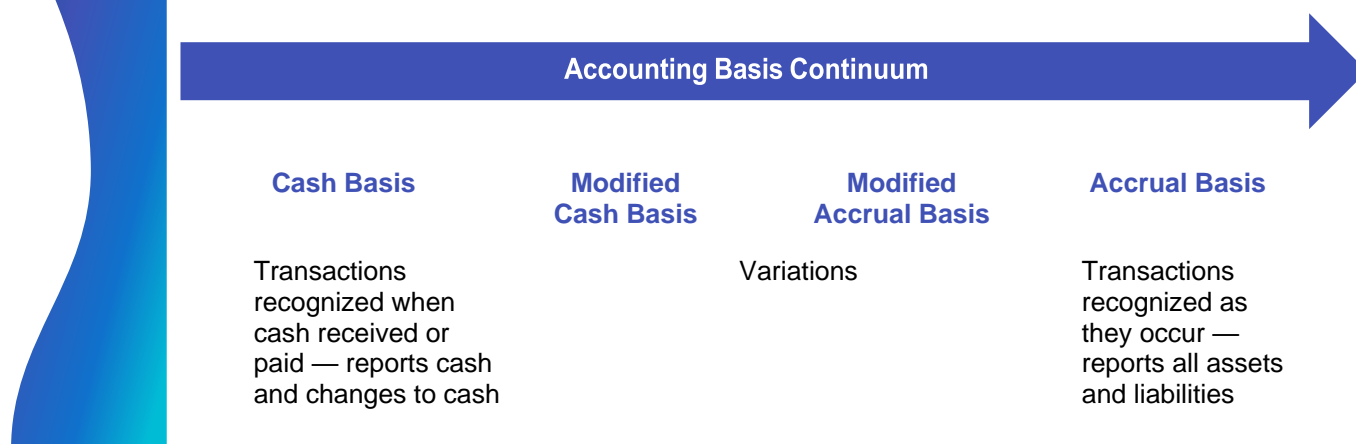 Accounting Basis Continuum
Cash Basis
Modified
Cash Basis
Modified
Accrual Basis
Accrual Basis
Transactions
recognized when
cash received or
paid — reports cash
and changes to cash
Variations
Transactions
recognized as
they occur —
reports all assets
and liabilities